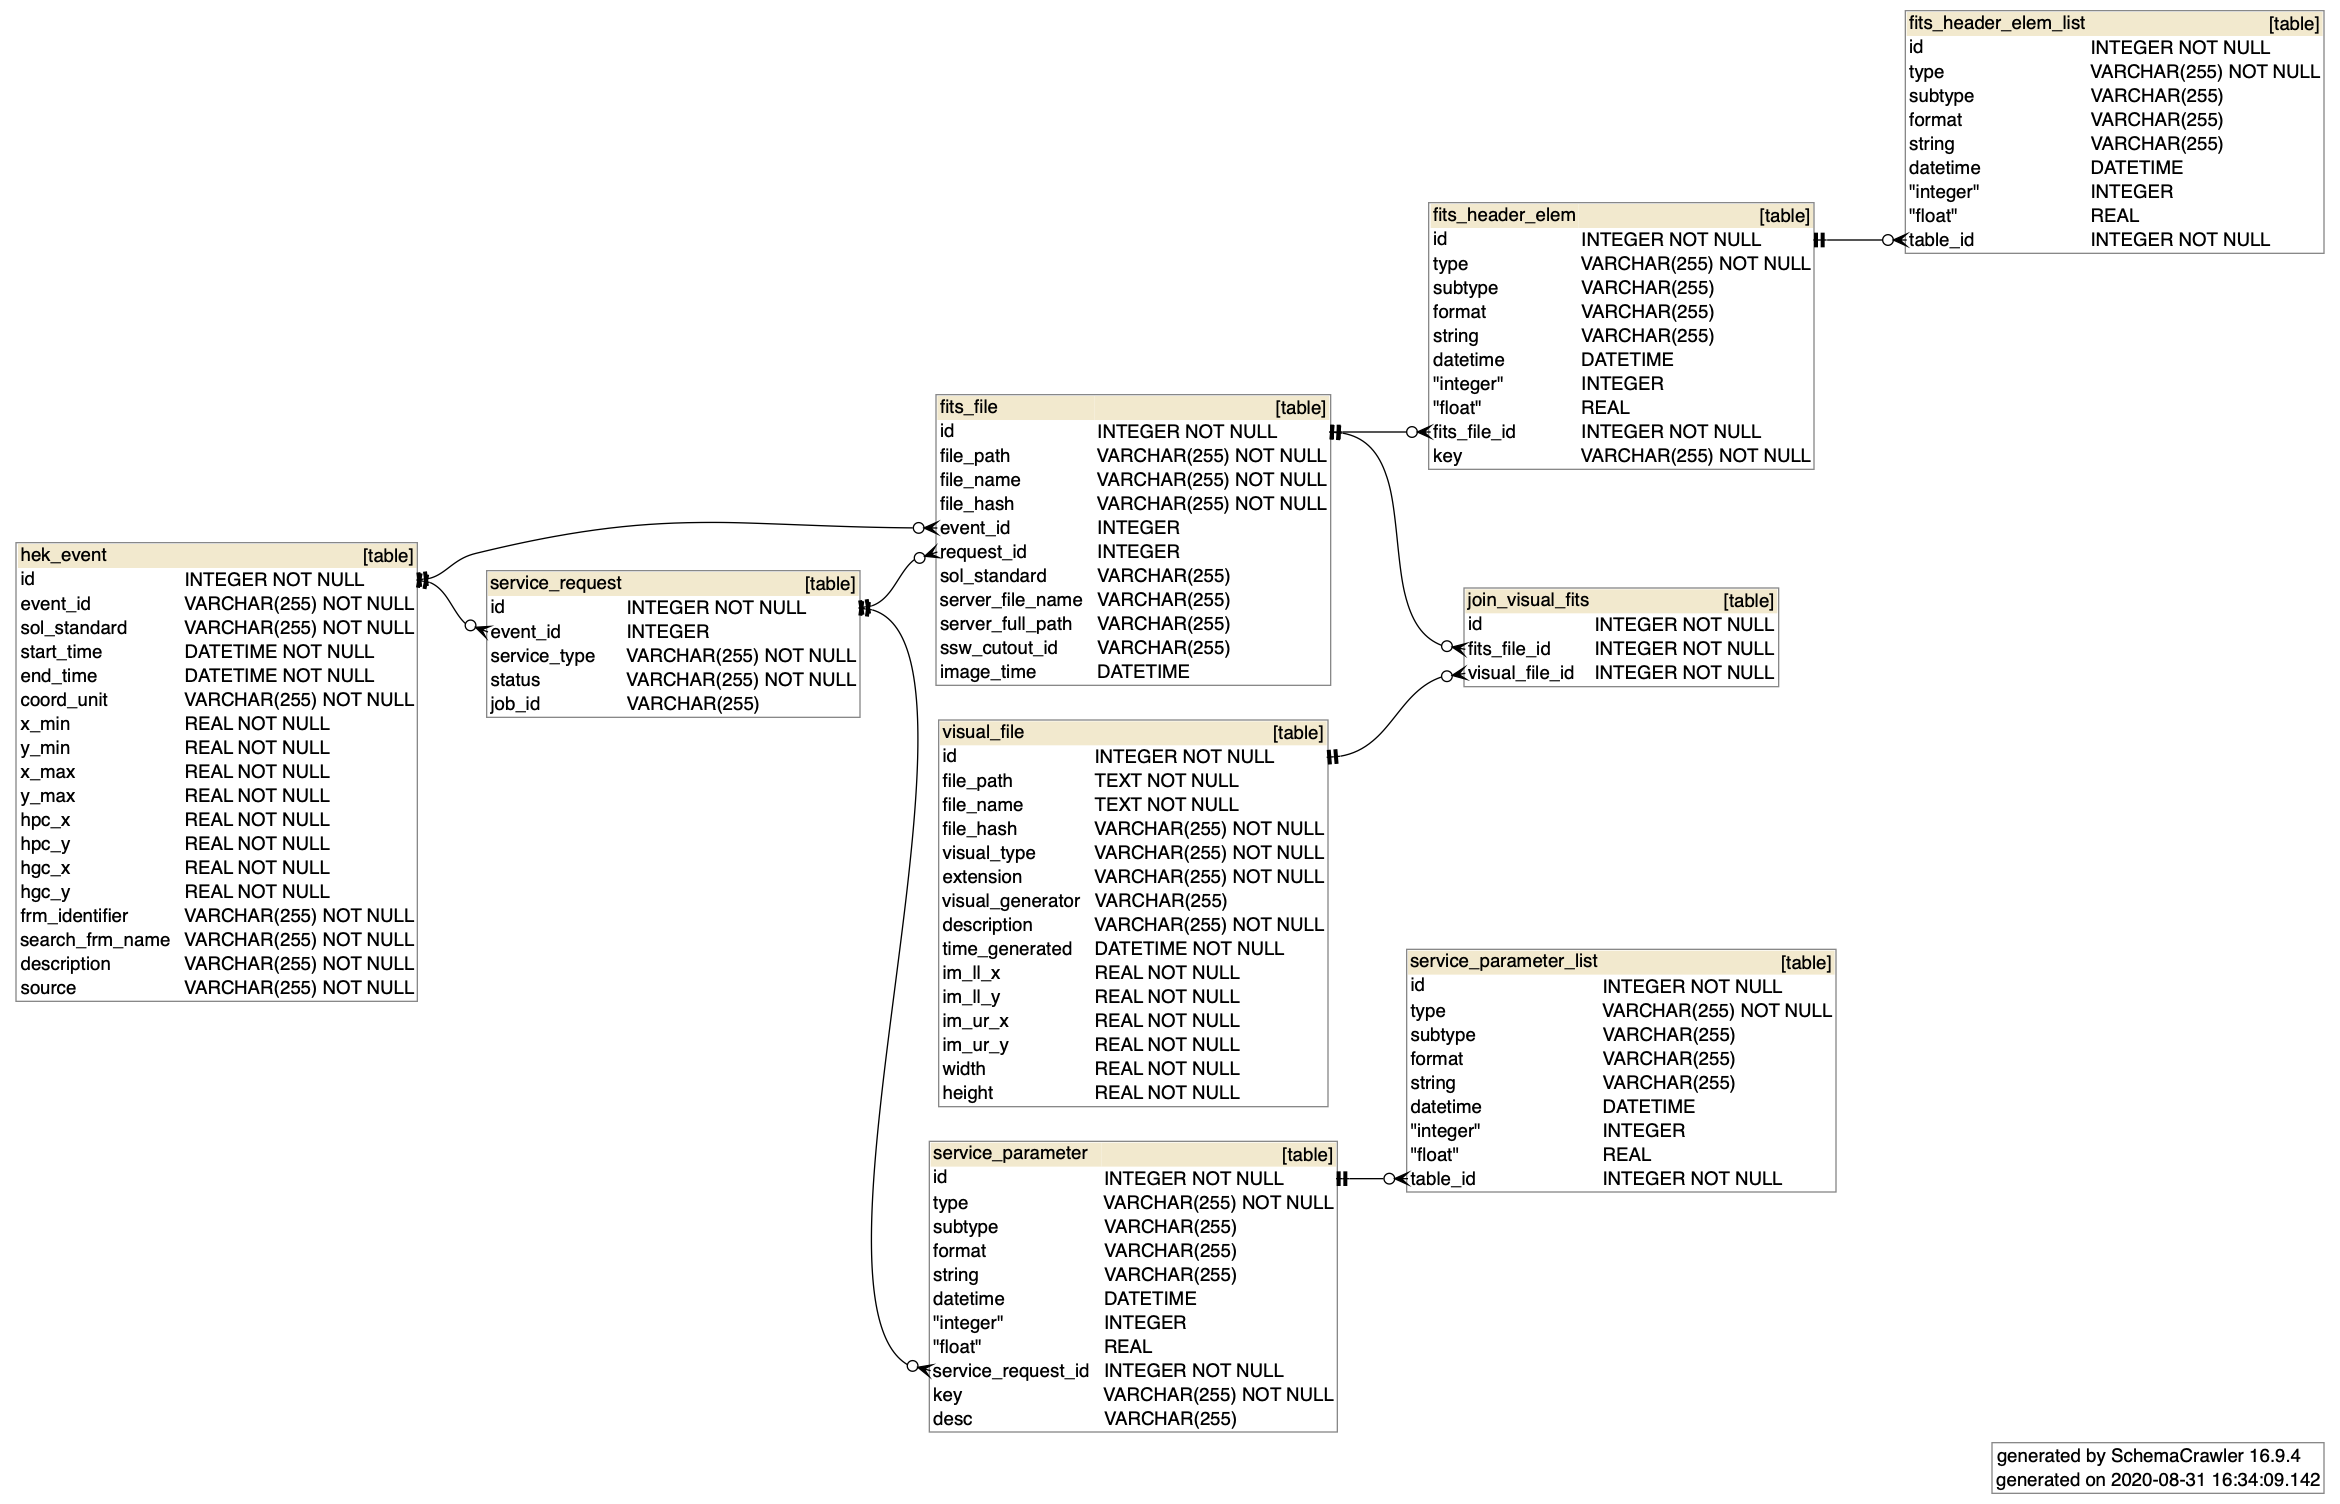 fits_header_elem_list [table]
id INTEGER NOT NULL
type VARCHAR(255) NOT NULL
subtype VARCHAR(255)
format VARCHAR(255)
string VARCHAR(255)
datetime DATETIME
"integer" INTEGER
"float" REAL
table_id INTEGER NOT NULL
fits_header_elem [table]
id INTEGER NOT NULL
type VARCHAR(255) NOT NULL
subtype VARCHAR(255)
format VARCHAR(255)
string VARCHAR(255)
datetime DATETIME
"integer" INTEGER
"float" REAL
fits_file_id INTEGER NOT NULL
key VARCHAR(255) NOT NULL
fits_file [table]
id INTEGER NOT NULL
file_path VARCHAR(255) NOT NULL
file_name VARCHAR(255) NOT NULL
file_hash VARCHAR(255) NOT NULL
event_id INTEGER
request_id INTEGER
sol_standard VARCHAR(255)
server_file_name VARCHAR(255)
server_full_path VARCHAR(255)
ssw_cutout_id VARCHAR(255)
image_time DATETIME
hek_event [table]
id INTEGER NOT NULL
event_id VARCHAR(255) NOT NULL
sol_standard VARCHAR(255) NOT NULL
start_time DATETIME NOT NULL
end_time DATETIME NOT NULL
coord_unit VARCHAR(255) NOT NULL
x_min REAL NOT NULL
y_min REAL NOT NULL
x_max REAL NOT NULL
y_max REAL NOT NULL
hpc_x REAL NOT NULL
hpc_y REAL NOT NULL
hgc_x REAL NOT NULL
hgc_y REAL NOT NULL
frm_identifier VARCHAR(255) NOT NULL
search_frm_name VARCHAR(255) NOT NULL
description VARCHAR(255) NOT NULL
source VARCHAR(255) NOT NULL
service_request [table]
id INTEGER NOT NULL
event_id INTEGER
service_type VARCHAR(255) NOT NULL
status VARCHAR(255) NOT NULL
job_id VARCHAR(255)
join_visual_fits [table]
id INTEGER NOT NULL
fits_file_id INTEGER NOT NULL
visual_file_id INTEGER NOT NULL
visual_file [table]
id INTEGER NOT NULL
file_path TEXT NOT NULL
file_name TEXT NOT NULL
file_hash VARCHAR(255) NOT NULL
visual_type VARCHAR(255) NOT NULL
extension VARCHAR(255) NOT NULL
visual_generator VARCHAR(255)
description VARCHAR(255) NOT NULL
time_generated DATETIME NOT NULL
im_ll_x REAL NOT NULL
im_ll_y REAL NOT NULL
im_ur_x REAL NOT NULL
im_ur_y REAL NOT NULL
width REAL NOT NULL
height REAL NOT NULL
service_parameter_list [table]
id INTEGER NOT NULL
type VARCHAR(255) NOT NULL
subtype VARCHAR(255)
format VARCHAR(255)
string VARCHAR(255)
datetime DATETIME
"integer" INTEGER
"float" REAL
table_id INTEGER NOT NULL
service_parameter [table]
id INTEGER NOT NULL
type VARCHAR(255) NOT NULL
subtype VARCHAR(255)
format VARCHAR(255)
string VARCHAR(255)
datetime DATETIME
"integer" INTEGER
"float" REAL
service_request_id INTEGER NOT NULL
key VARCHAR(255) NOT NULL
desc VARCHAR(255)
generated by SchemaCrawler 16.9.4
generated on 2020-08-31 16:34:09.142